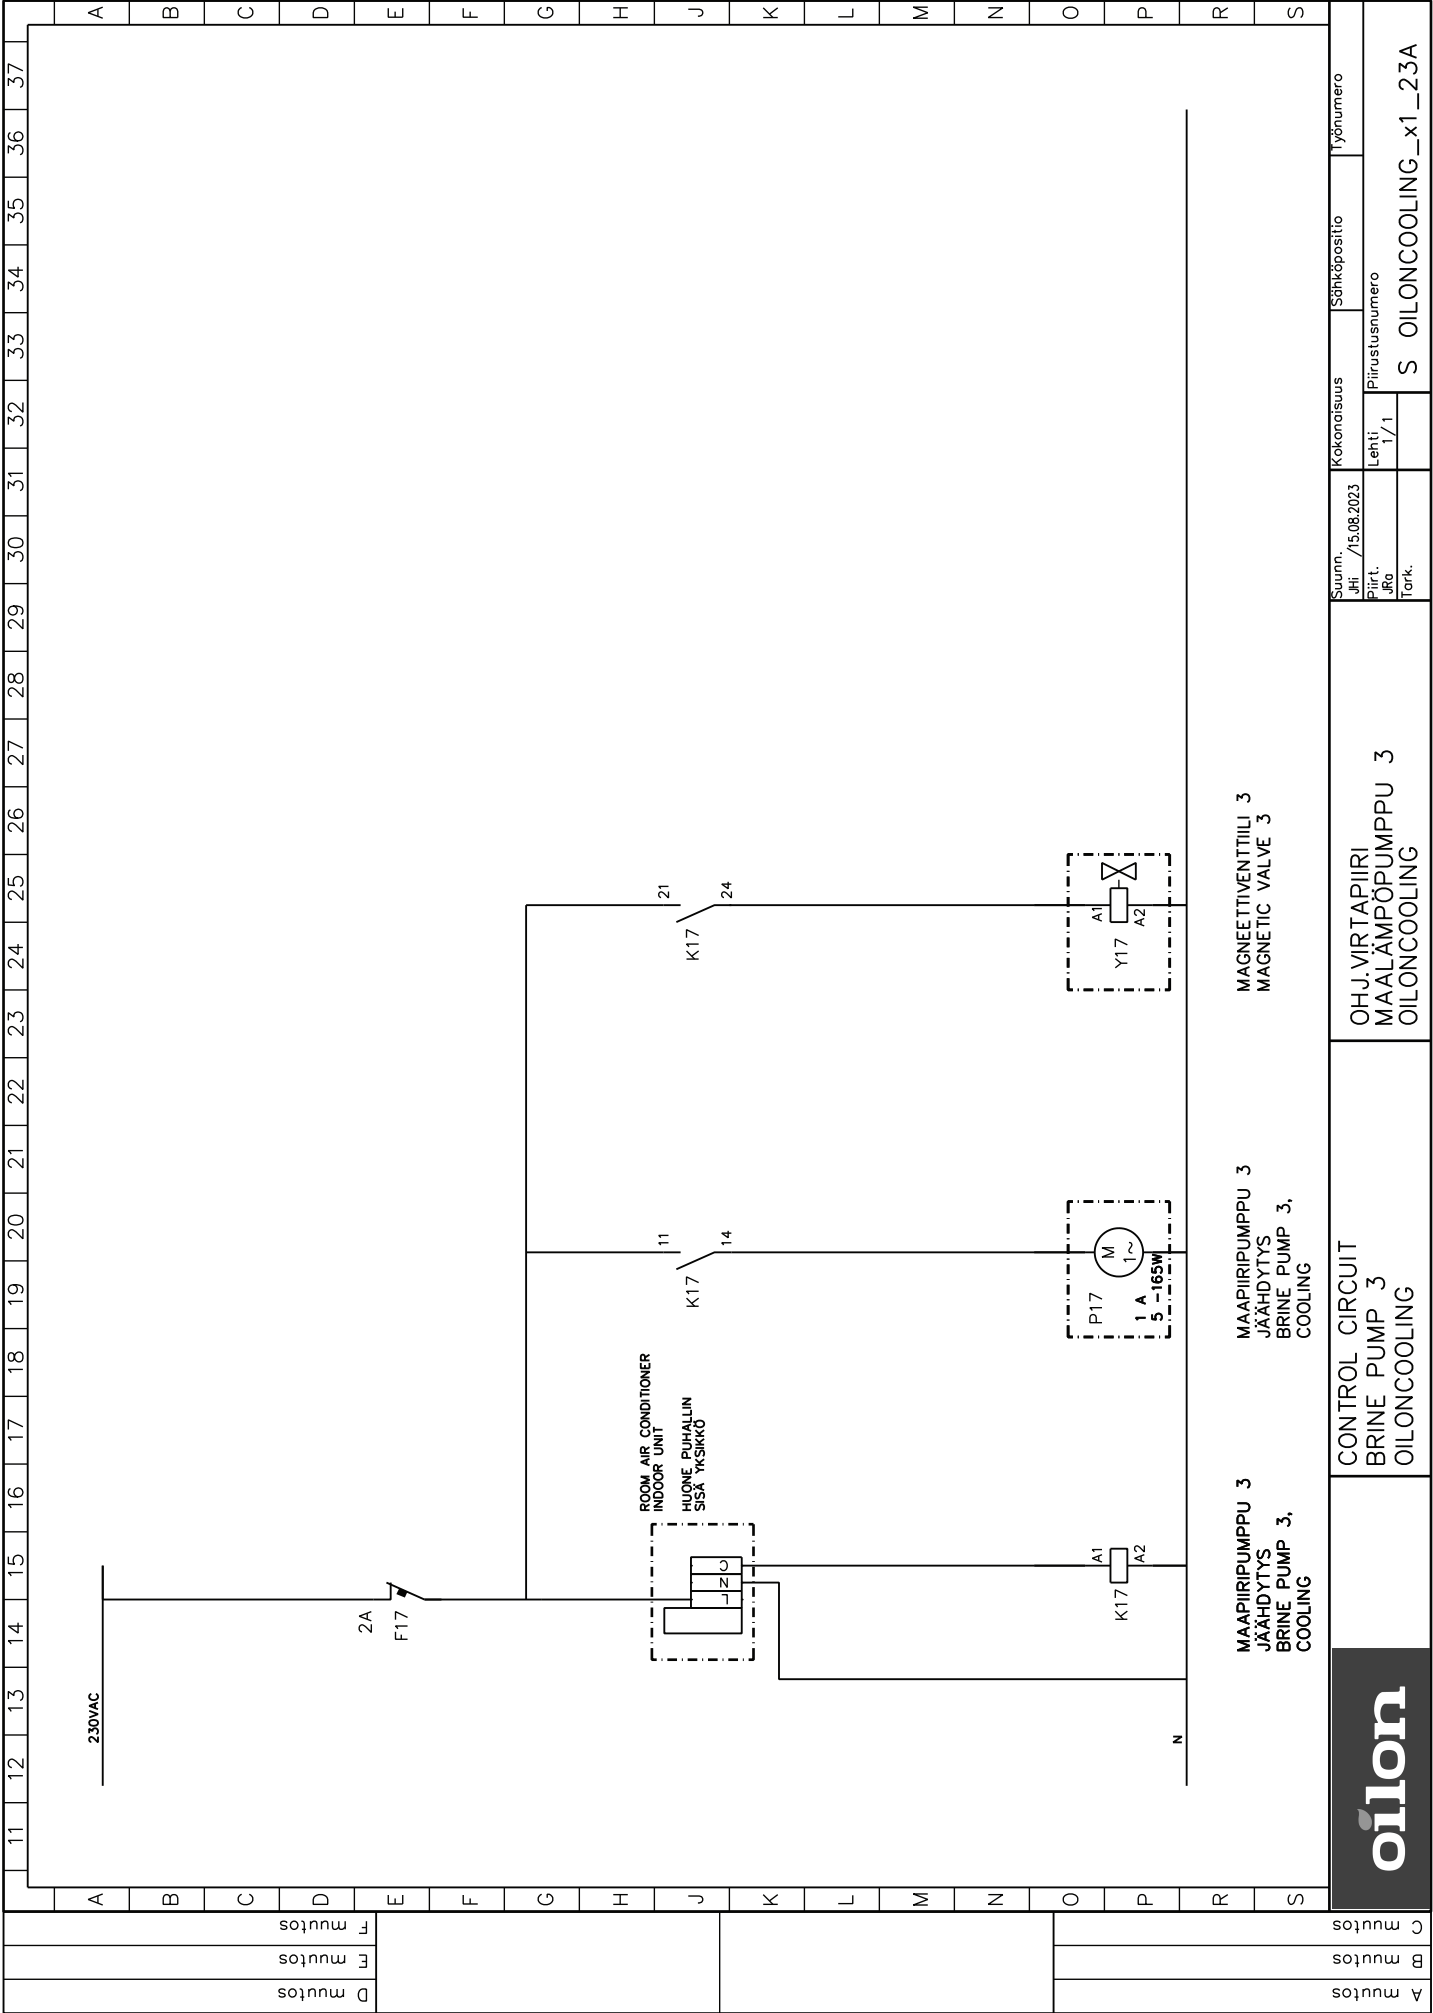 A B C D E F G H J K L M N O P R S
11 12 13 14 15 16 17 18 19 20 21 22 23 24 25 26 27 28 29 30 31 32 33 34 35 36 37
A B C D E F G H J K L M N O P R S
230VAC
2A
F17
ROOM AIR CONDITIONER
INDOOR UNIT
HUONE PUHALLIN
SISÄ YKSIKKÖ
L N C
K17
11
14
K17
21
24
K17
A1
A2
P17
M
1~
1 A
5 -165W
Y17
A1
A2
N
MAAPIIRIPUMPPU 3
JÄÄHDYTYS
BRINE PUMP 3,
COOLING
MAAPIIRIPUMPPU 3
JÄÄHDYTYS
BRINE PUMP 3,
COOLING
MAGNEETTIVENTTIILI 3
MAGNETIC VALVE 3
oilon
CONTROL CIRCUIT
BRINE PUMP 3
OILONCOOLING
OHJ.VIRTAPIIRI
MAALÄMPÖPUMPPU 3
OILONCOOLING
Suunn.
JHi /15.08.2023
Piirt.
JRa
Tark.
Kokonaisuus
Sähköpositio
Työnumero
Lehti
1/1
Piirustusnumero
S OILONCOOLING_x1_23A
A muutos
B muutos
C muutos
D muutos
E muutos
F muutos